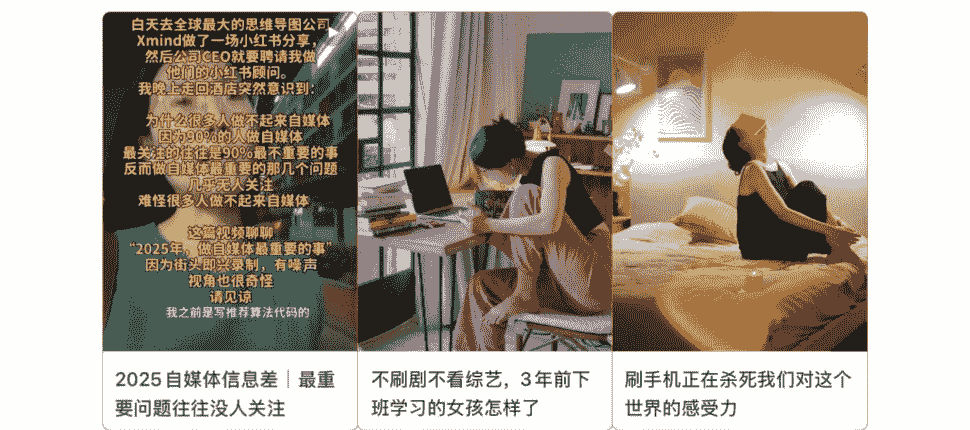 白天去全球最大的思维导图公司
Xmind做了一场小红书分享，
然后公司CEO就要聘请我做
他们的小红书顾问。
我晚上走回酒店突然意识到：
为什么很多人做不起来自媒体
因为90%的人做自媒体
最关注的往往是90%最不重要的事
反而做自媒体最重要的那几个问题
几乎无人关注
难怪很多人做不起来自媒体
这篇视频聊聊
“2025年，做自媒体最重要的事”
因为街头即兴录制，有噪声
视角也很奇怪
请见谅
我之前是写推荐算法代码的
2025自媒体信息差｜最重
要问题往往没人关注
不刷剧不看综艺，3年前下
班学习的女孩怎样了
刷手机正在杀死我们对这个
世界的感受力